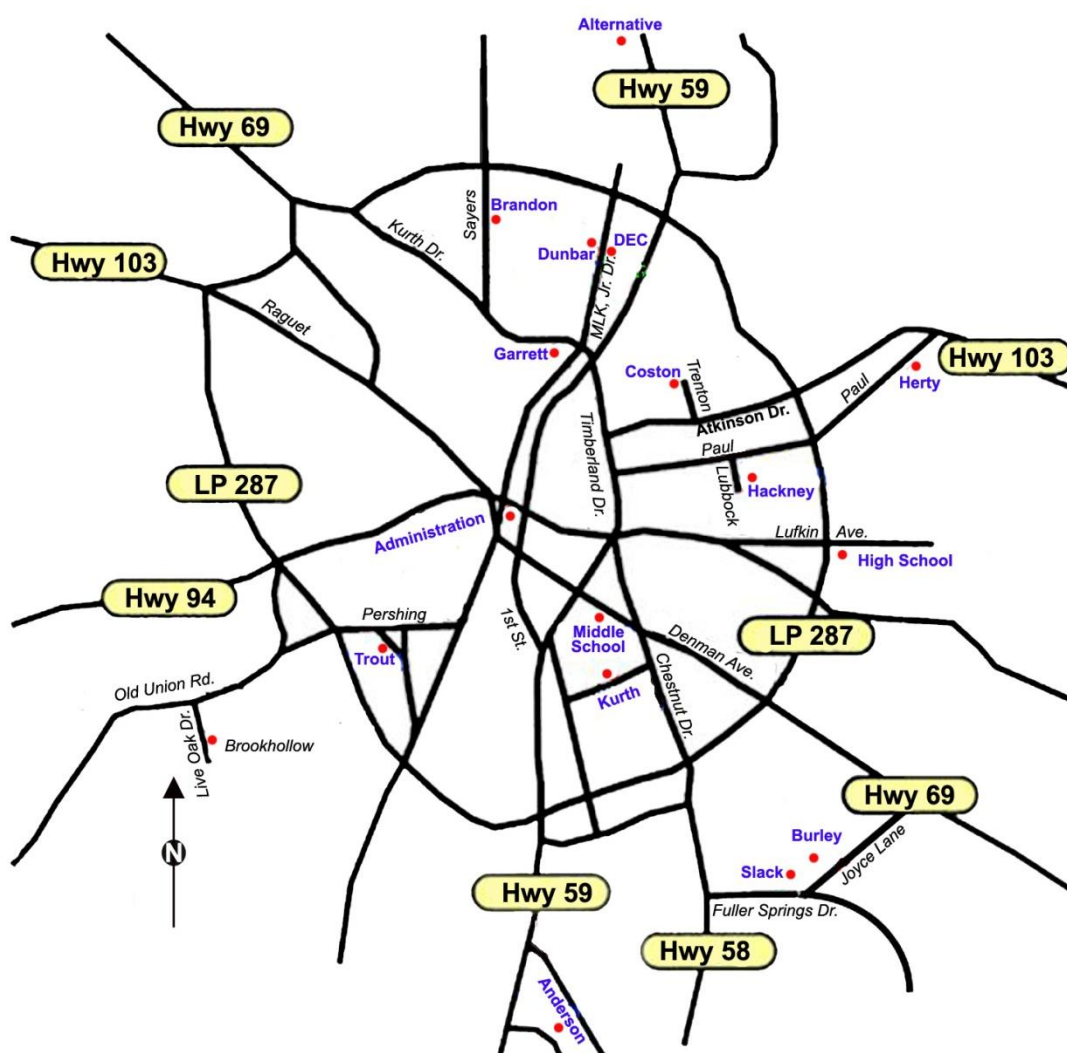 Alternative
Hwy 59
Hwy 69
Sayers
Brandon
Kurth Dr.
Dunbar
DEC
MLK, Jr. Dr.
Hwy 103
Raguet
Garrett
Coston
Trenton
Atkinson Dr.
Paul
Herty
Hwy 103
Timberland Dr.
Paul
Lubbock
Hackney
LP 287
Administration
Lufkin Ave.
High School
Hwy 94
Pershing
1st St.
Middle
School
Denman Ave.
LP 287
Trout
Kurth
Chestnut Dr.
Old Union Rd.
Live Oak Dr.
Brookhollow
N
Hwy 69
Burley
Joyce Lane
Slack
Fuller Springs Dr.
Hwy 59
Hwy 58
Anderson